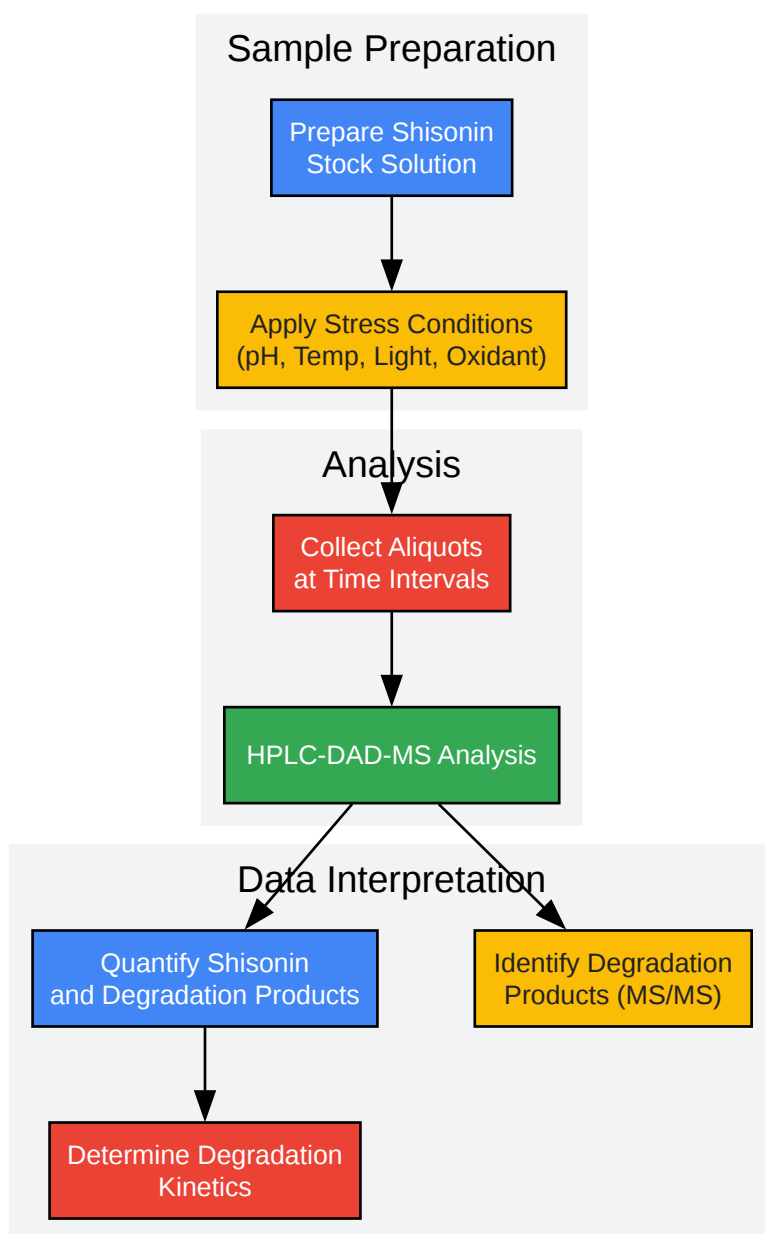 Sample Preparation
Prepare Shisonin
Stock Solution
Apply Stress Conditions
(pH, Temp, Light, Oxidant)
Analysis
Collect Aliquots
at Time Intervals
HPLC-DAD-MS Analysis
Data Interpretation
Quantify Shisonin
and Degradation Products
Identify Degradation
Products (MS/MS)
Determine Degradation
Kinetics